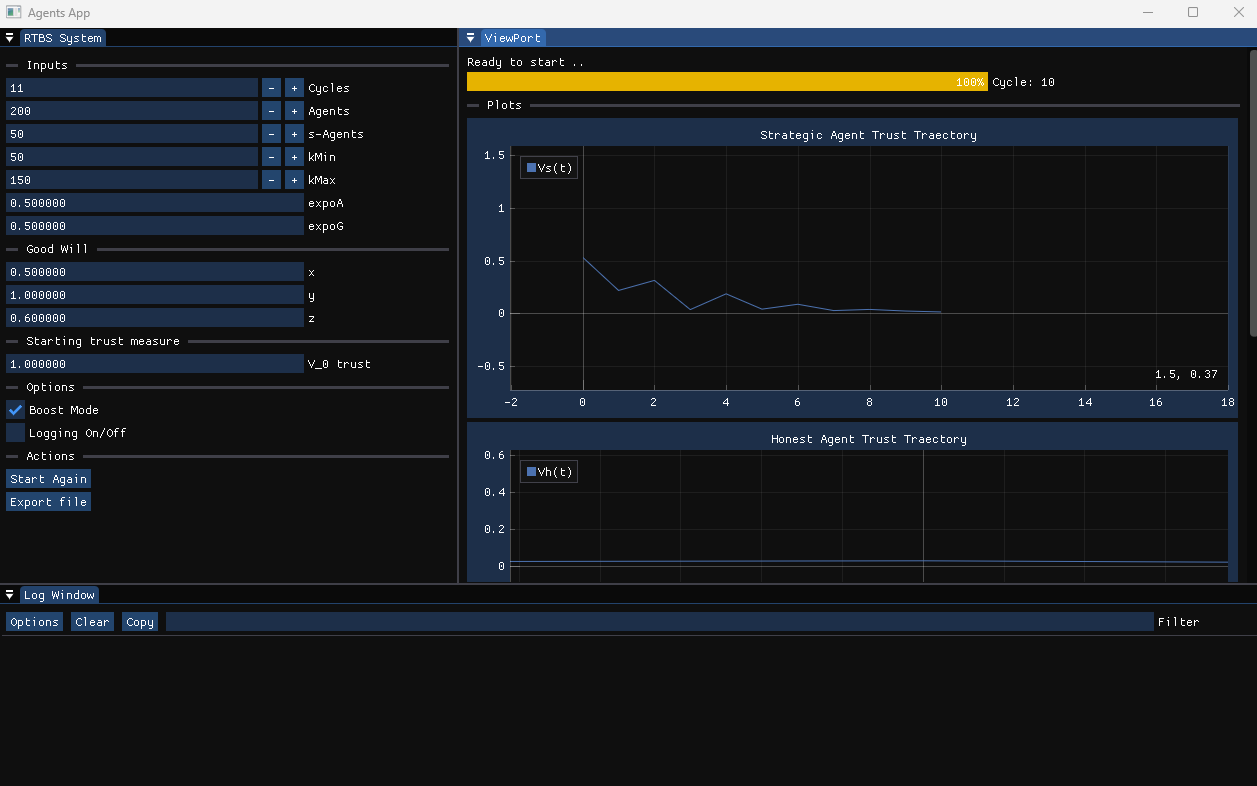 Agents App
RTBS System
Inputs
11 - + Cycles
200 - + Agents
50 - + s-Agents
50 - + kMin
150 - + kMax
0.500000 expoA
0.500000 expoG
Good Will
0.500000 x
1.000000 y
0.600000 z
Starting trust measure
1.000000 V_0 trust
Options
Boost Mode
Logging On/Off
Actions
Start Again
Export file
ViewPort
Ready to start ..
100% Cycle: 10
Plots
Strategic Agent Trust Traectory
Vs(t)
1.5
1
0.5
0
-0.5
1.5, 0.37
-2 0 2 4 6 8 10 12 14 16 18
Honest Agent Trust Traectory
Vh(t)
0.6
0.4
0.2
0
Log Window
Options Clear Copy Filter